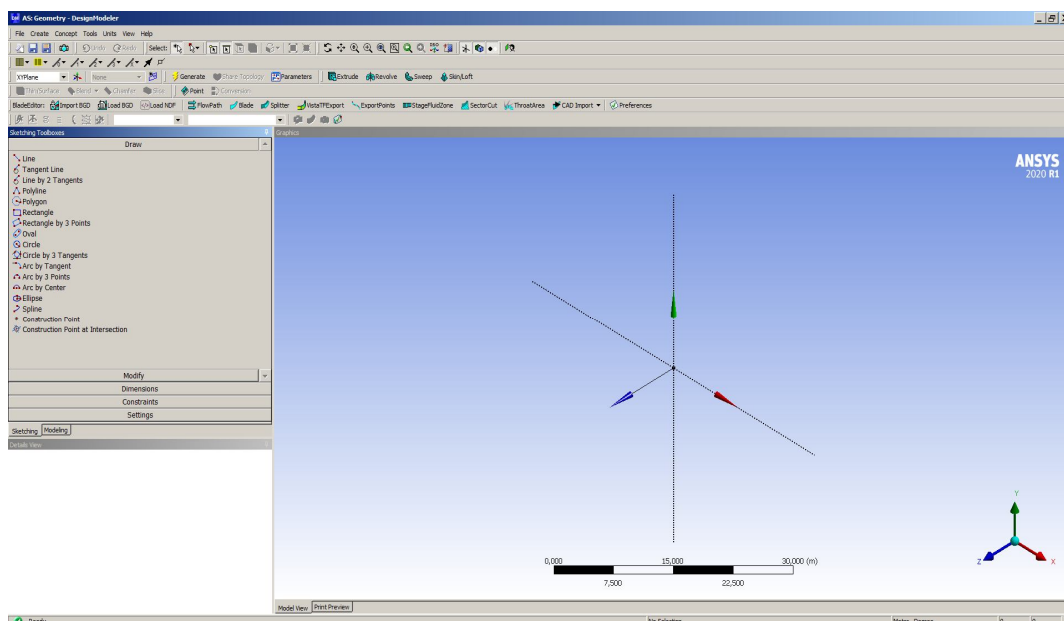 A5: Geometry - DesignModeler
File Create Concept Tools Units View Help
Undo Redo Select:
XYPlane None Generate Share Topology Parameters Extrude Revolve Sweep Skin/Loft
Thin/Surface Blend Chamfer Slice Point Conversion
BladeEditor: Import BGD Load BGD Load NDF FlowPath Blade Splitter VistaTFExport ExportPoints StageFluidZone SectorCut ThroatArea CAD Import Preferences
Sketching Toolboxes Graphics
Draw
Line
Tangent Line
Line by 2 Tangents
Polyline
Polygon
Rectangle
Rectangle by 3 Points
Oval
Circle
Circle by 3 Tangents
Arc by Tangent
Arc by 3 Points
Arc by Center
Ellipse
Spline
Construction Point
Construction Point at Intersection
Modify
Dimensions
Constraints
Settings
Sketching Modeling
Details View
ANSYS
2020 R1
0,000 15,000 30,000 (m)
7,500 22,500
Y
Z X
Model View Print Preview
Ready No Selection Meter Degree 0 0